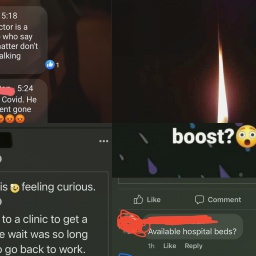 5:18
ctor is a
who say
matter don't
alking
1
5:24
Covid. He
ent gone
is feeling curious.
to a clinic to get a
e wait was so long
o go back to work.
boost?
Like
Comment
Available hospital beds?
1h Like Reply